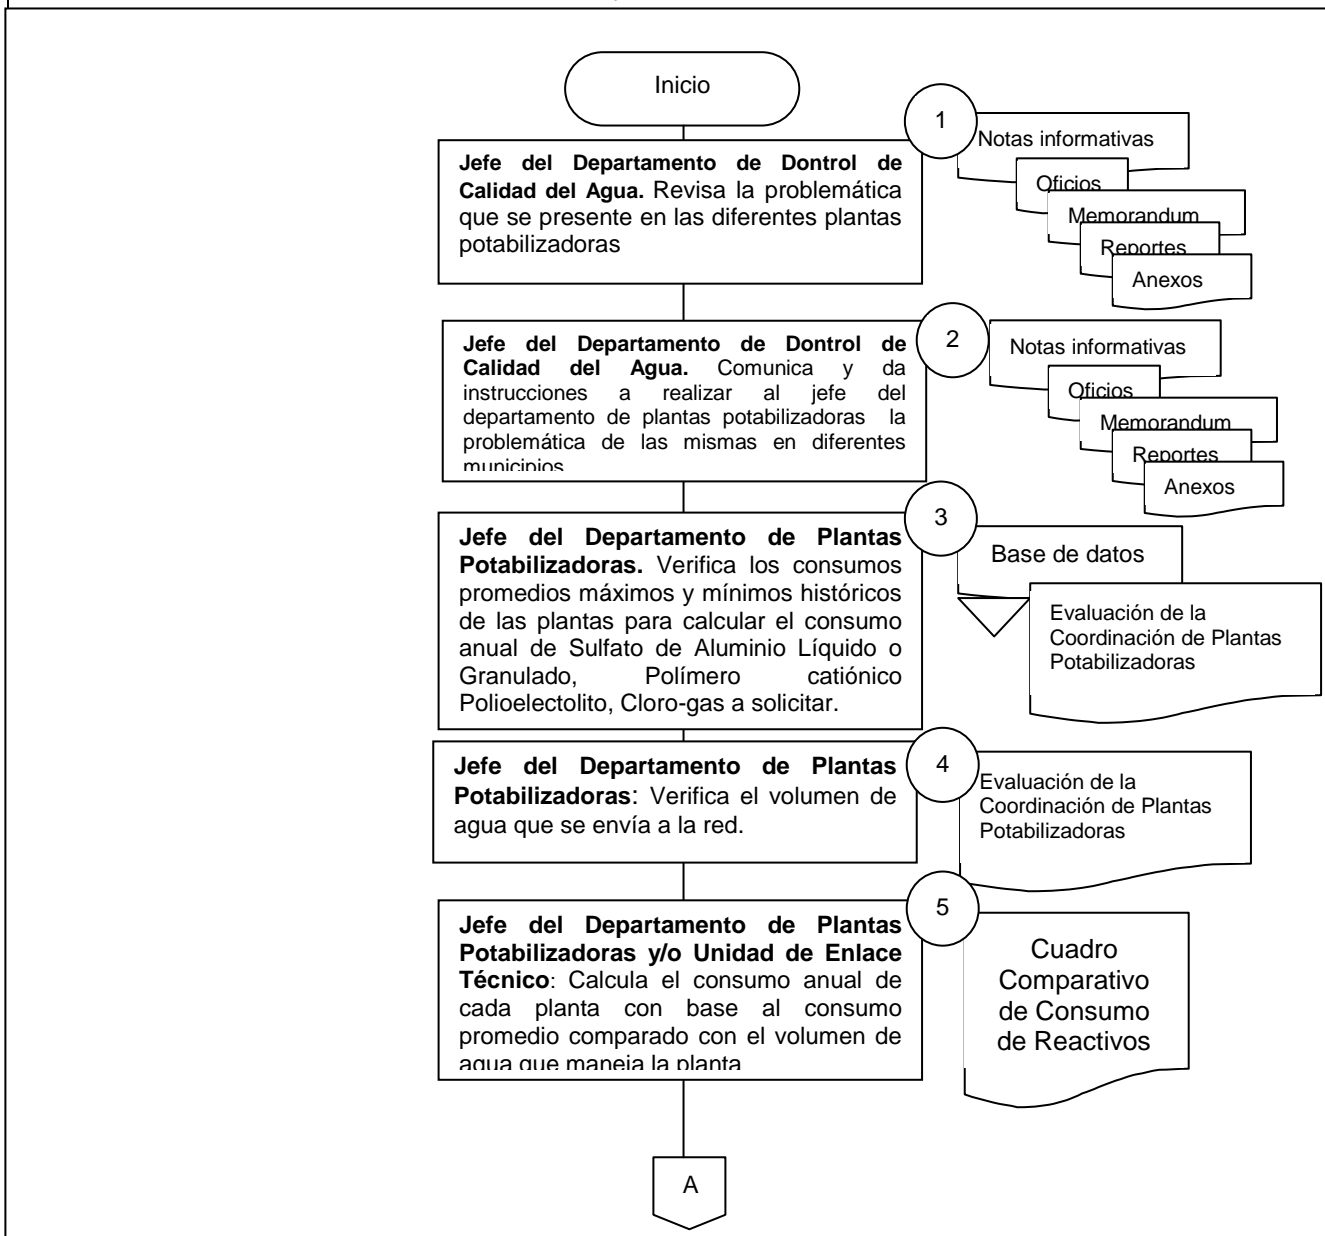 Inicio
1
Jefe del Departamento de Dontrol de
Calidad del Agua. Revisa la problemática
que se presente en las diferentes plantas
potabilizadoras
Notas informativas
Oficios
Memorandum
Reportes
Anexos
2
Jefe del Departamento de Dontrol de
Calidad del Agua. Comunica y da
instrucciones a realizar al jefe del
departamento de plantas potabilizadoras la
problemática de las mismas en diferentes
municipios
Notas informativas
Oficios
Memorandum
Reportes
Anexos
3
Jefe del Departamento de Plantas
Potabilizadoras. Verifica los consumos
promedios máximos y mínimos históricos
de las plantas para calcular el consumo
anual de Sulfato de Aluminio Líquido o
Granulado, Polímero catiónico
Polioelectolito, Cloro-gas a solicitar.
Base de datos
Evaluación de la
Coordinación de Plantas
Potabilizadoras
4
Jefe del Departamento de Plantas
Potabilizadoras: Verifica el volumen de
agua que se envía a la red.
Evaluación de la
Coordinación de Plantas
Potabilizadoras
5
Jefe del Departamento de Plantas
Potabilizadoras y/o Unidad de Enlace
Técnico: Calcula el consumo anual de
cada planta con base al consumo
promedio comparado con el volumen de
agua que maneja la planta
Cuadro
Comparativo
de Consumo
de Reactivos
A